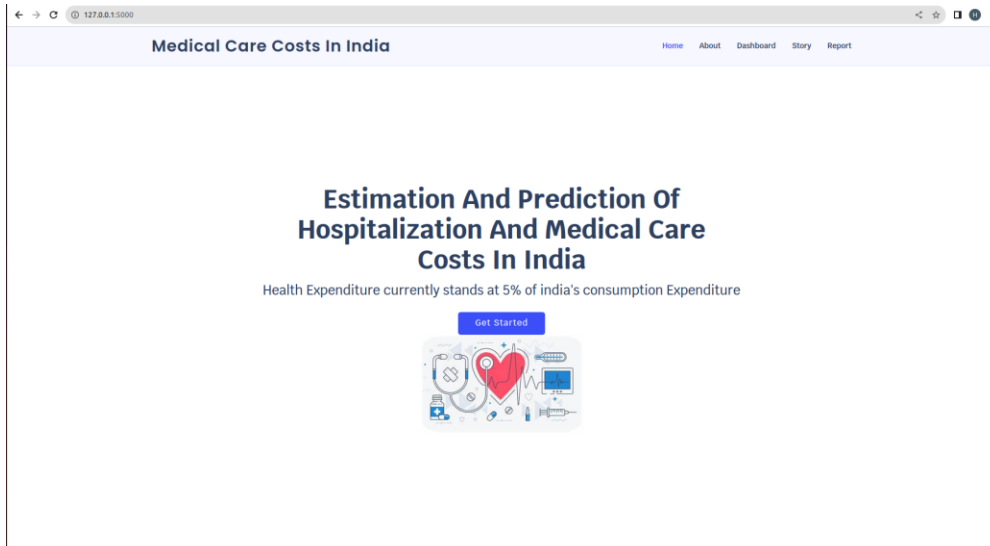 127.0.0.1:5000
H
Medical Care Costs In India
Home About Dashboard Story Report
Estimation And Prediction Of
Hospitalization And Medical Care
Costs In India
Health Expenditure currently stands at 5% of india's consumption Expenditure
Get Started